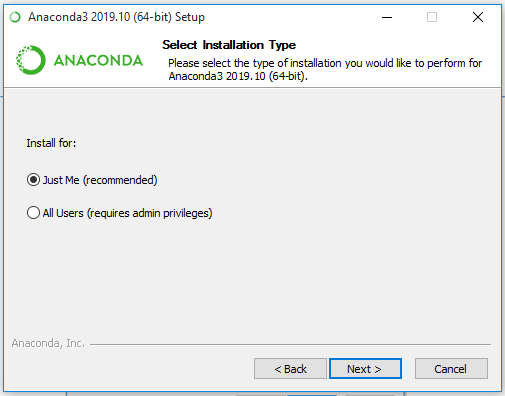 Anaconda3 2019.10 (64-bit) Setup
ANACONDA
Select Installation Type
Please select the type of installation you would like to perform for
Anaconda3 2019.10 (64-bit).
Install for:
Just Me (recommended)
All Users (requires admin privileges)
Anaconda, Inc.
< Back
Next >
Cancel